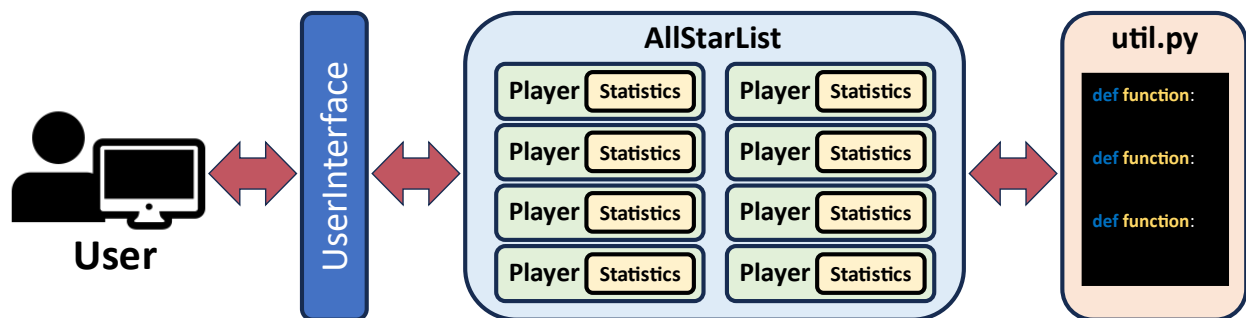 User
UserInterface
AllStarList
Player Statistics
Player Statistics
Player Statistics
Player Statistics
Player Statistics
Player Statistics
Player Statistics
Player Statistics
util.py
def function:
def function:
def function: